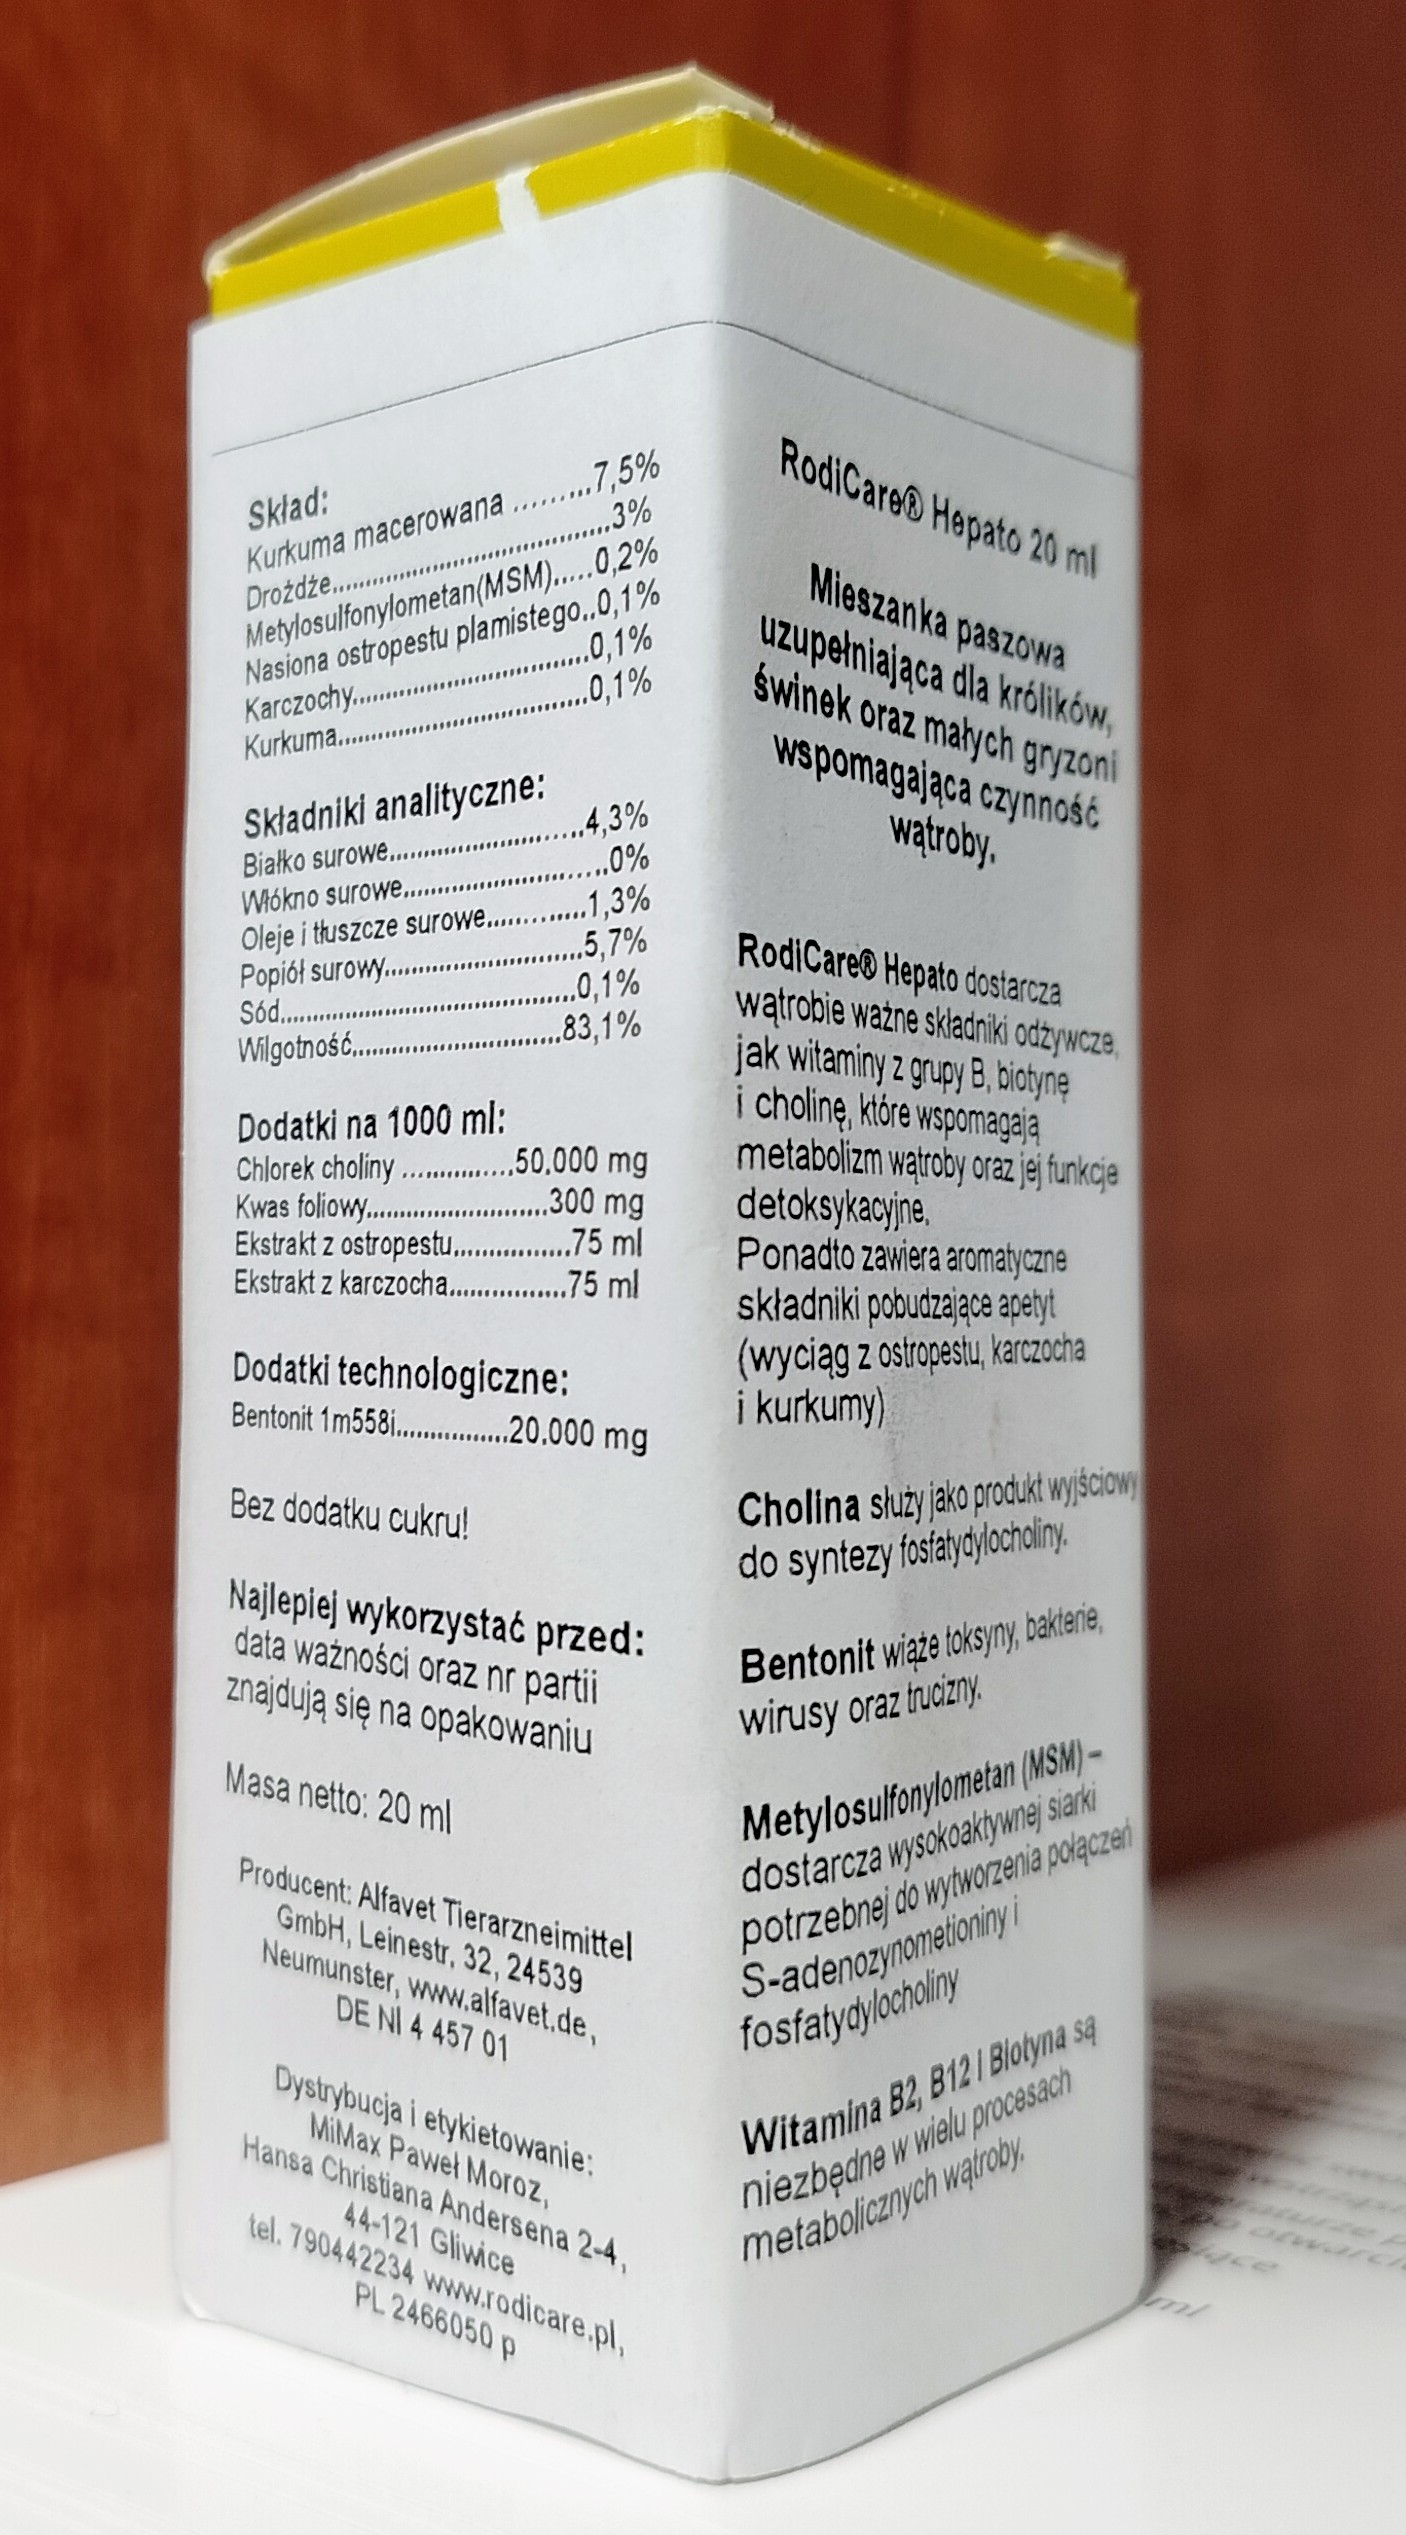 Skład:
Kurkuma macerowana .........7,5%
Drożdże..........................................3%
Metylosulfonylometan(MSM).....0,2%
Nasiona ostropestu plamistego..0,1%
Karczochy....................................0,1%
Kurkuma......................................0,1%
Składniki analityczne:
Białko surowe.............................4,3%
Włókno surowe.............................0%
Oleje i tłuszcze surowe...............1,3%
Popiół surowy..............................5,7%
Sód.............................................0,1%
Wilgotność................................83,1%
Dodatki na 1000 ml:
Chlorek choliny .................50.000 mg
Kwas foliowy...........................300 mg
Ekstrakt z ostropestu.................75 ml
Ekstrakt z karczocha.................75 ml
Dodatki technologiczne:
Bentonit 1m558i................20.000 mg
Bez dodatku cukru!
Najlepiej wykorzystać przed:
data ważności oraz nr partii
znajdują się na opakowaniu
Masa netto: 20 ml
Producent: Alfavet Tierarzneimittel
GmbH, Leinestr. 32, 24539
Neumunster, www.alfavet.de,
DE NI 4 457 01
Dystrybucja i etykietowanie:
MiMax Paweł Moroz,
Hansa Christiana Andersena 2-4,
44-121 Gliwice
tel. 790442234 www.rodicare.pl,
PL 2466050 p
RodiCare® Hepato 20 ml
Mieszanka paszowa
uzupełniająca dla królików,
świnek oraz małych gryzoni
wspomagająca czynność
wątroby.
RodiCare® Hepato dostarcza
wątrobie ważne składniki odżywcze,
jak witaminy z grupy B, biotynę
i cholinę, które wspomagają
metabolizm wątroby oraz jej funkcje
detoksykacyjne.
Ponadto zawiera aromatyczne
składniki pobudzające apetyt
(wyciąg z ostropestu, karczocha
i kurkumy)
Cholina służy jako produkt wyjściowy
do syntezy fosfatydylocholiny.
Bentonit wiąże toksyny, bakterie,
wirusy oraz trucizny.
Metylosulfonylometan (MSM) –
dostarcza wysokoaktywnej siarki
potrzebnej do wytworzenia połączeń
S-adenozynometioniny i
fosfatydylocholiny
Witamina B2, B12 i Biotyna są
niezbędne w wielu procesach
metabolicznych wątroby.
ml